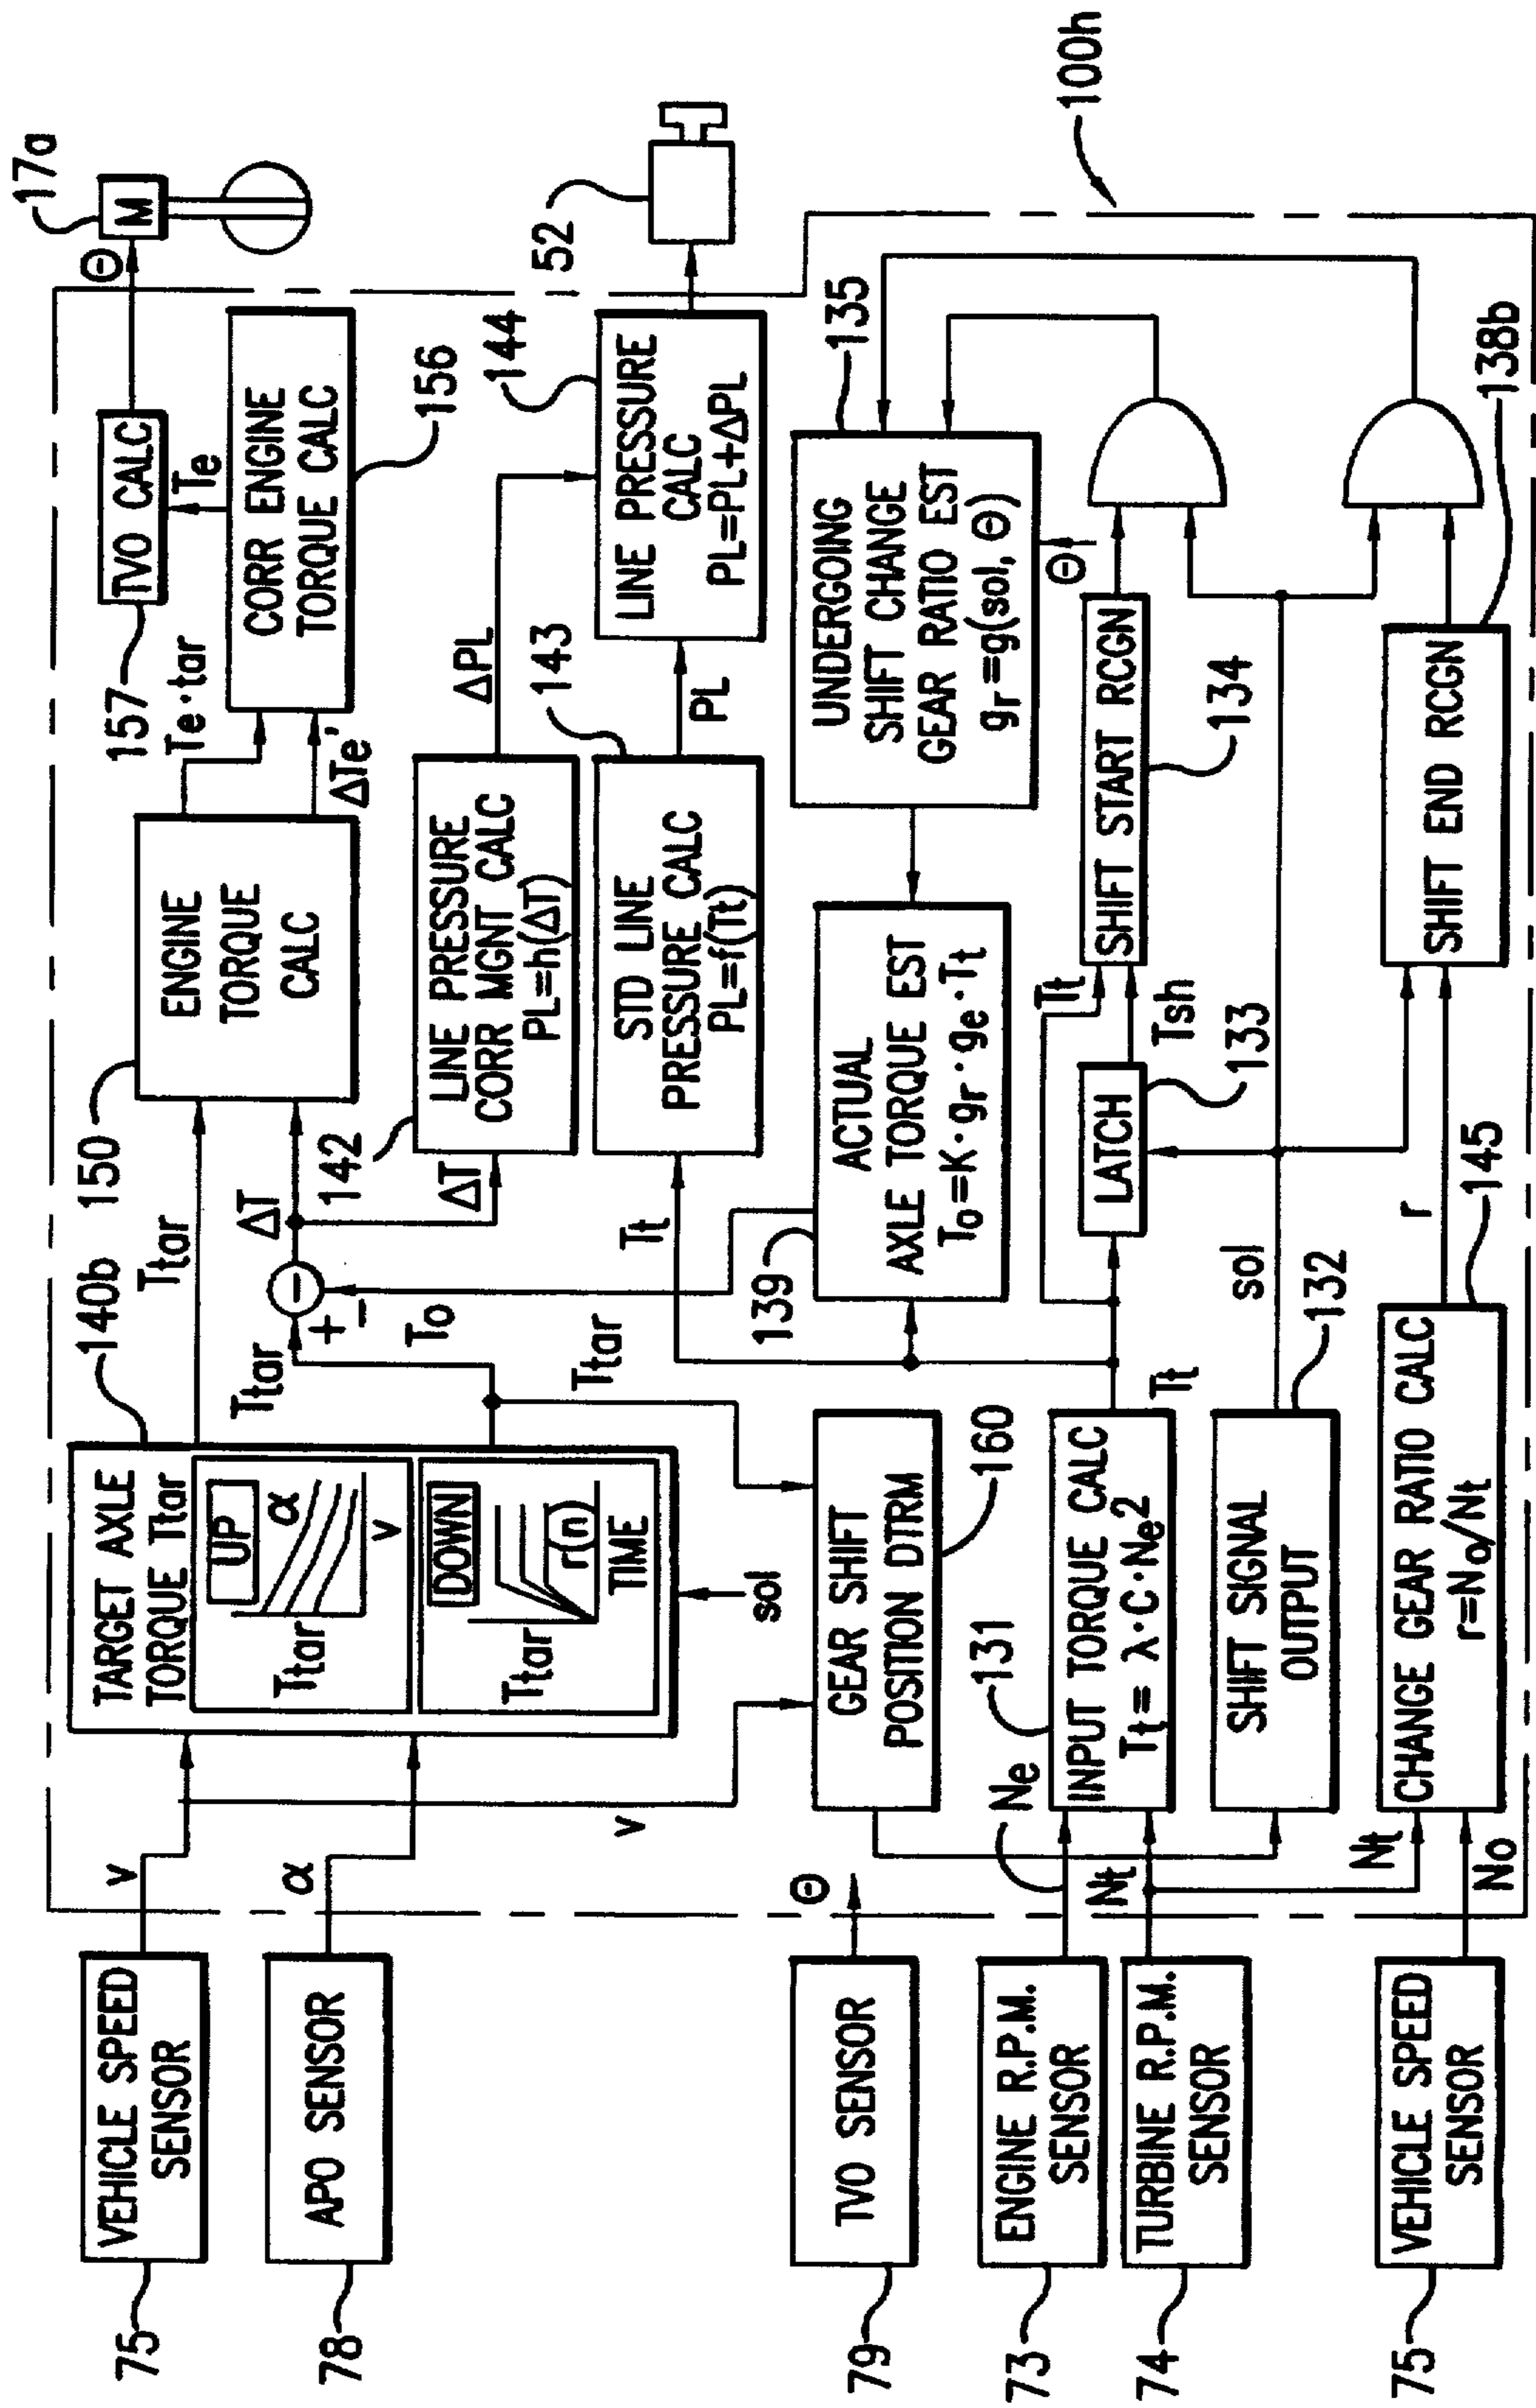 75
VEHICLE SPEED
SENSOR
v
78
APO SENSOR
α
79
TVO SENSOR
Θ
73
ENGINE R.P.M.
SENSOR
Ne
74
TURBINE R.P.M.
SENSOR
Nt
75
VEHICLE SPEED
SENSOR
Nt
No
TARGET AXLE
TORQUE Ttar
140b
UP
α
Ttar
v
DOWN
r(n)
Ttar
TIME
sol
v
GEAR SHIFT
POSITION DTRM
160
131
INPUT TORQUE CALC
Tt = λ·C·Ne2
Tt
SHIFT SIGNAL
OUTPUT
132
sol
CHANGE GEAR RATIO CALC
r=No/Nt
145
r
Ttar
Ttar
+
-
−
To
Ttar
ΔT
ΔT
150
ENGINE
TORQUE
CALC
Te·tar
ΔTe'
142
LINE PRESSURE
CORR MGNT CALC
PL=h(ΔT)
ΔPL
Tt
143
STD LINE
PRESSURE CALC
PL=f(Tt)
PL
139
ACTUAL
AXLE TORQUE EST
To=K·gr·ge·Tt
LATCH
133
Tt
Tsh
SHIFT START RCGN
134
SHIFT END RCGN
138b
157
TVO CALC
Te
CORR ENGINE
TORQUE CALC
156
Θ
17a
M
144
LINE PRESSURE
CALC
PL=PL+ΔPL
52
135
UNDERGOING
SHIFT CHANGE
GEAR RATIO EST
gr=g(sol, Θ)
Θ
100h